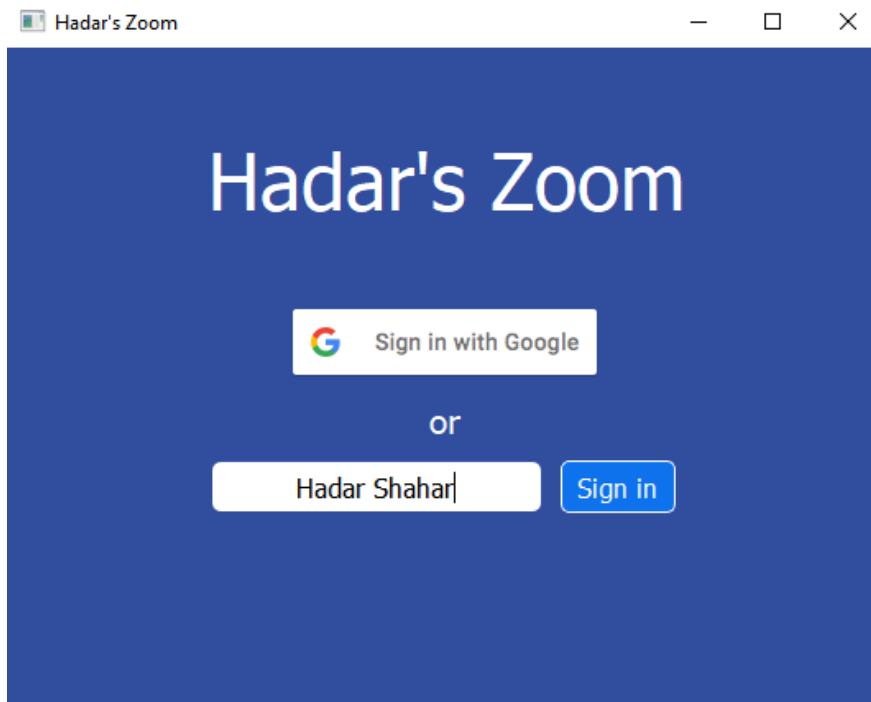 Hadar's Zoom
Hadar's Zoom
Sign in with Google
or
Hadar Shahar Sign in